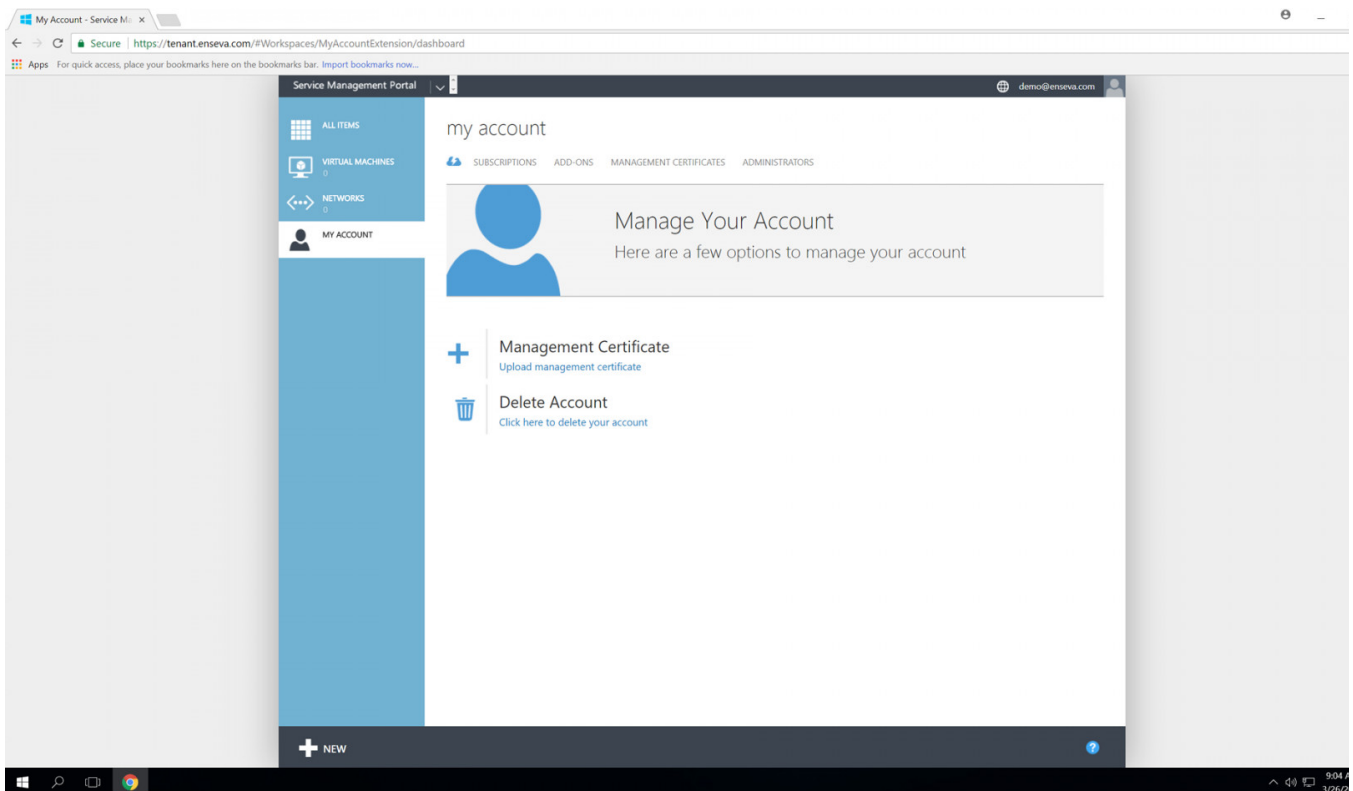 My Account - Service Ma
Secure | https://tenant.enseva.com/#Workspaces/MyAccountExtension/dashboard
Apps For quick access, place your bookmarks here on the bookmarks bar. Import bookmarks now...
Service Management Portal
demo@enseva.com
ALL ITEMS
VIRTUAL MACHINES
0
NETWORKS
0
MY ACCOUNT
my account
SUBSCRIPTIONS ADD-ONS MANAGEMENT CERTIFICATES ADMINISTRATORS
Manage Your Account
Here are a few options to manage your account
Management Certificate
Upload management certificate
Delete Account
Click here to delete your account
NEW
?
9:04 A
3/26/2